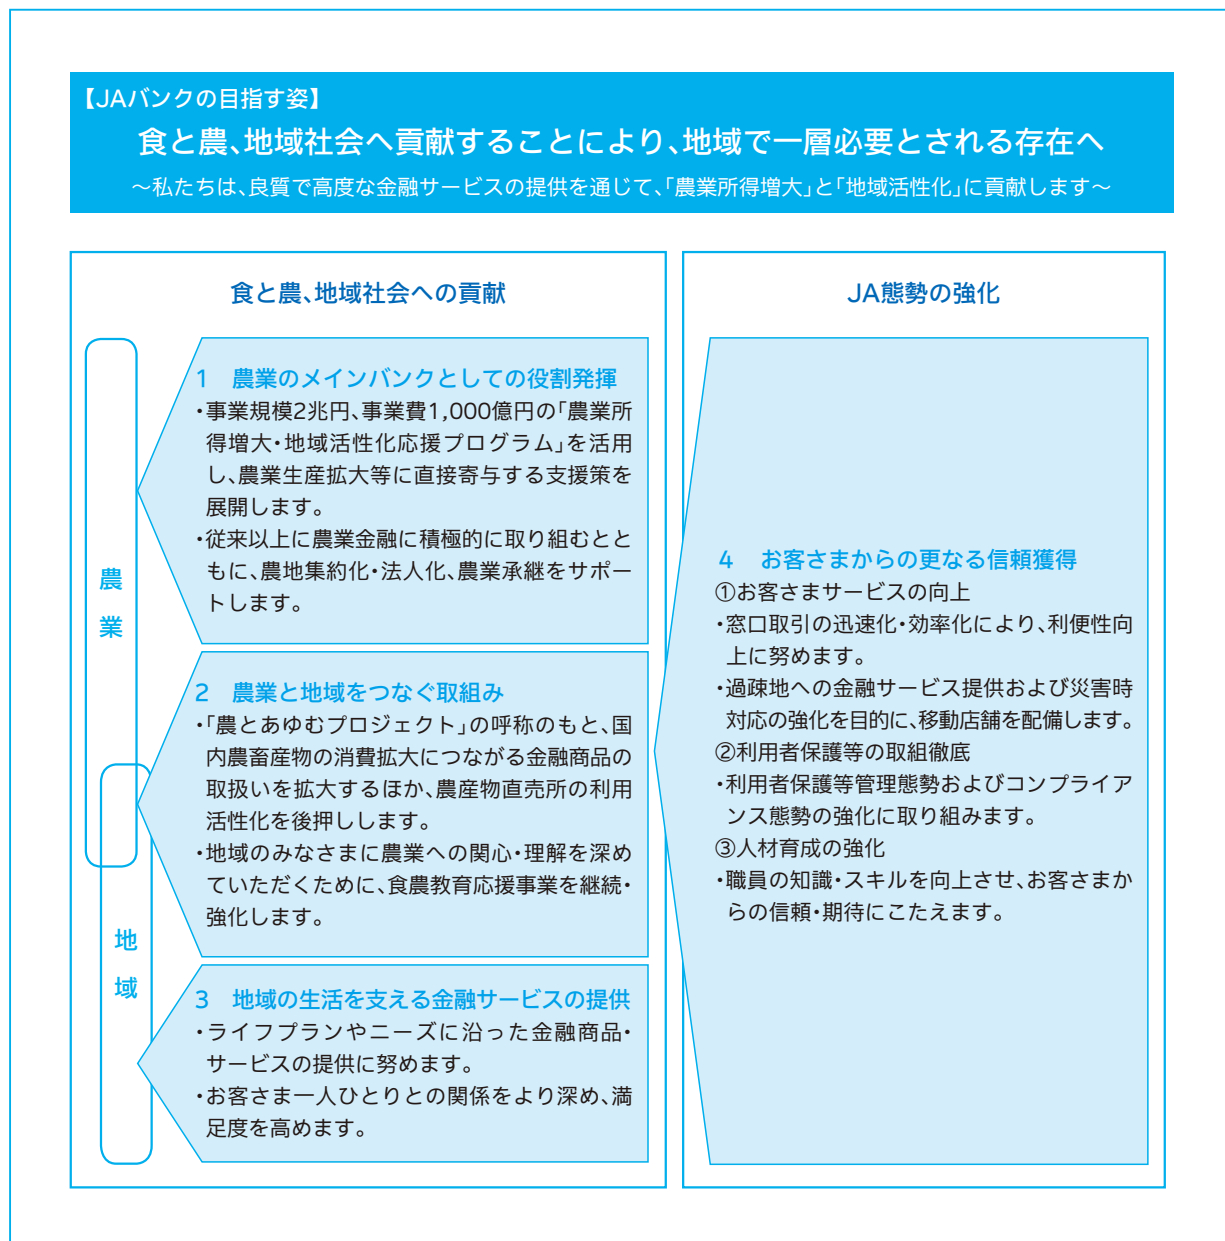 【JAバンクの目指す姿】
食と農、地域社会へ貢献することにより、地域で一層必要とされる存在へ
～私たちは、良質で高度な金融サービスの提供を通じて、「農業所得増大」と「地域活性化」に貢献します～
食と農、地域社会への貢献
農業
地域
1 農業のメインバンクとしての役割発揮
・事業規模2兆円、事業費1,000億円の「農業所
得増大・地域活性化応援プログラム」を活用
し、農業生産拡大等に直接寄与する支援策を
展開します。
・従来以上に農業金融に積極的に取り組むとと
もに、農地集約化・法人化、農業承継をサポー
トします。
2 農業と地域をつなぐ取組み
・「農とあゆむプロジェクト」の呼称のもと、国
内農畜産物の消費拡大につながる金融商品の
取扱いを拡大するほか、農産物直売所の利用
活性化を後押しします。
・地域のみなさまに農業への関心・理解を深め
ていただくために、食農教育応援事業を継続・
強化します。
3 地域の生活を支える金融サービスの提供
・ライフプランやニーズに沿った金融商品・
サービスの提供に努めます。
・お客さま一人ひとりとの関係をより深め、満
足度を高めます。
JA態勢の強化
4 お客さまからの更なる信頼獲得
①お客さまサービスの向上
・窓口取引の迅速化・効率化により、利便性向
上に努めます。
・過疎地への金融サービス提供および災害時
対応の強化を目的に、移動店舗を配備します。
②利用者保護等の取組徹底
・利用者保護等管理態勢およびコンプライア
ンス態勢の強化に取り組みます。
③人材育成の強化
・職員の知識・スキルを向上させ、お客さまか
らの信頼・期待にこたえます。